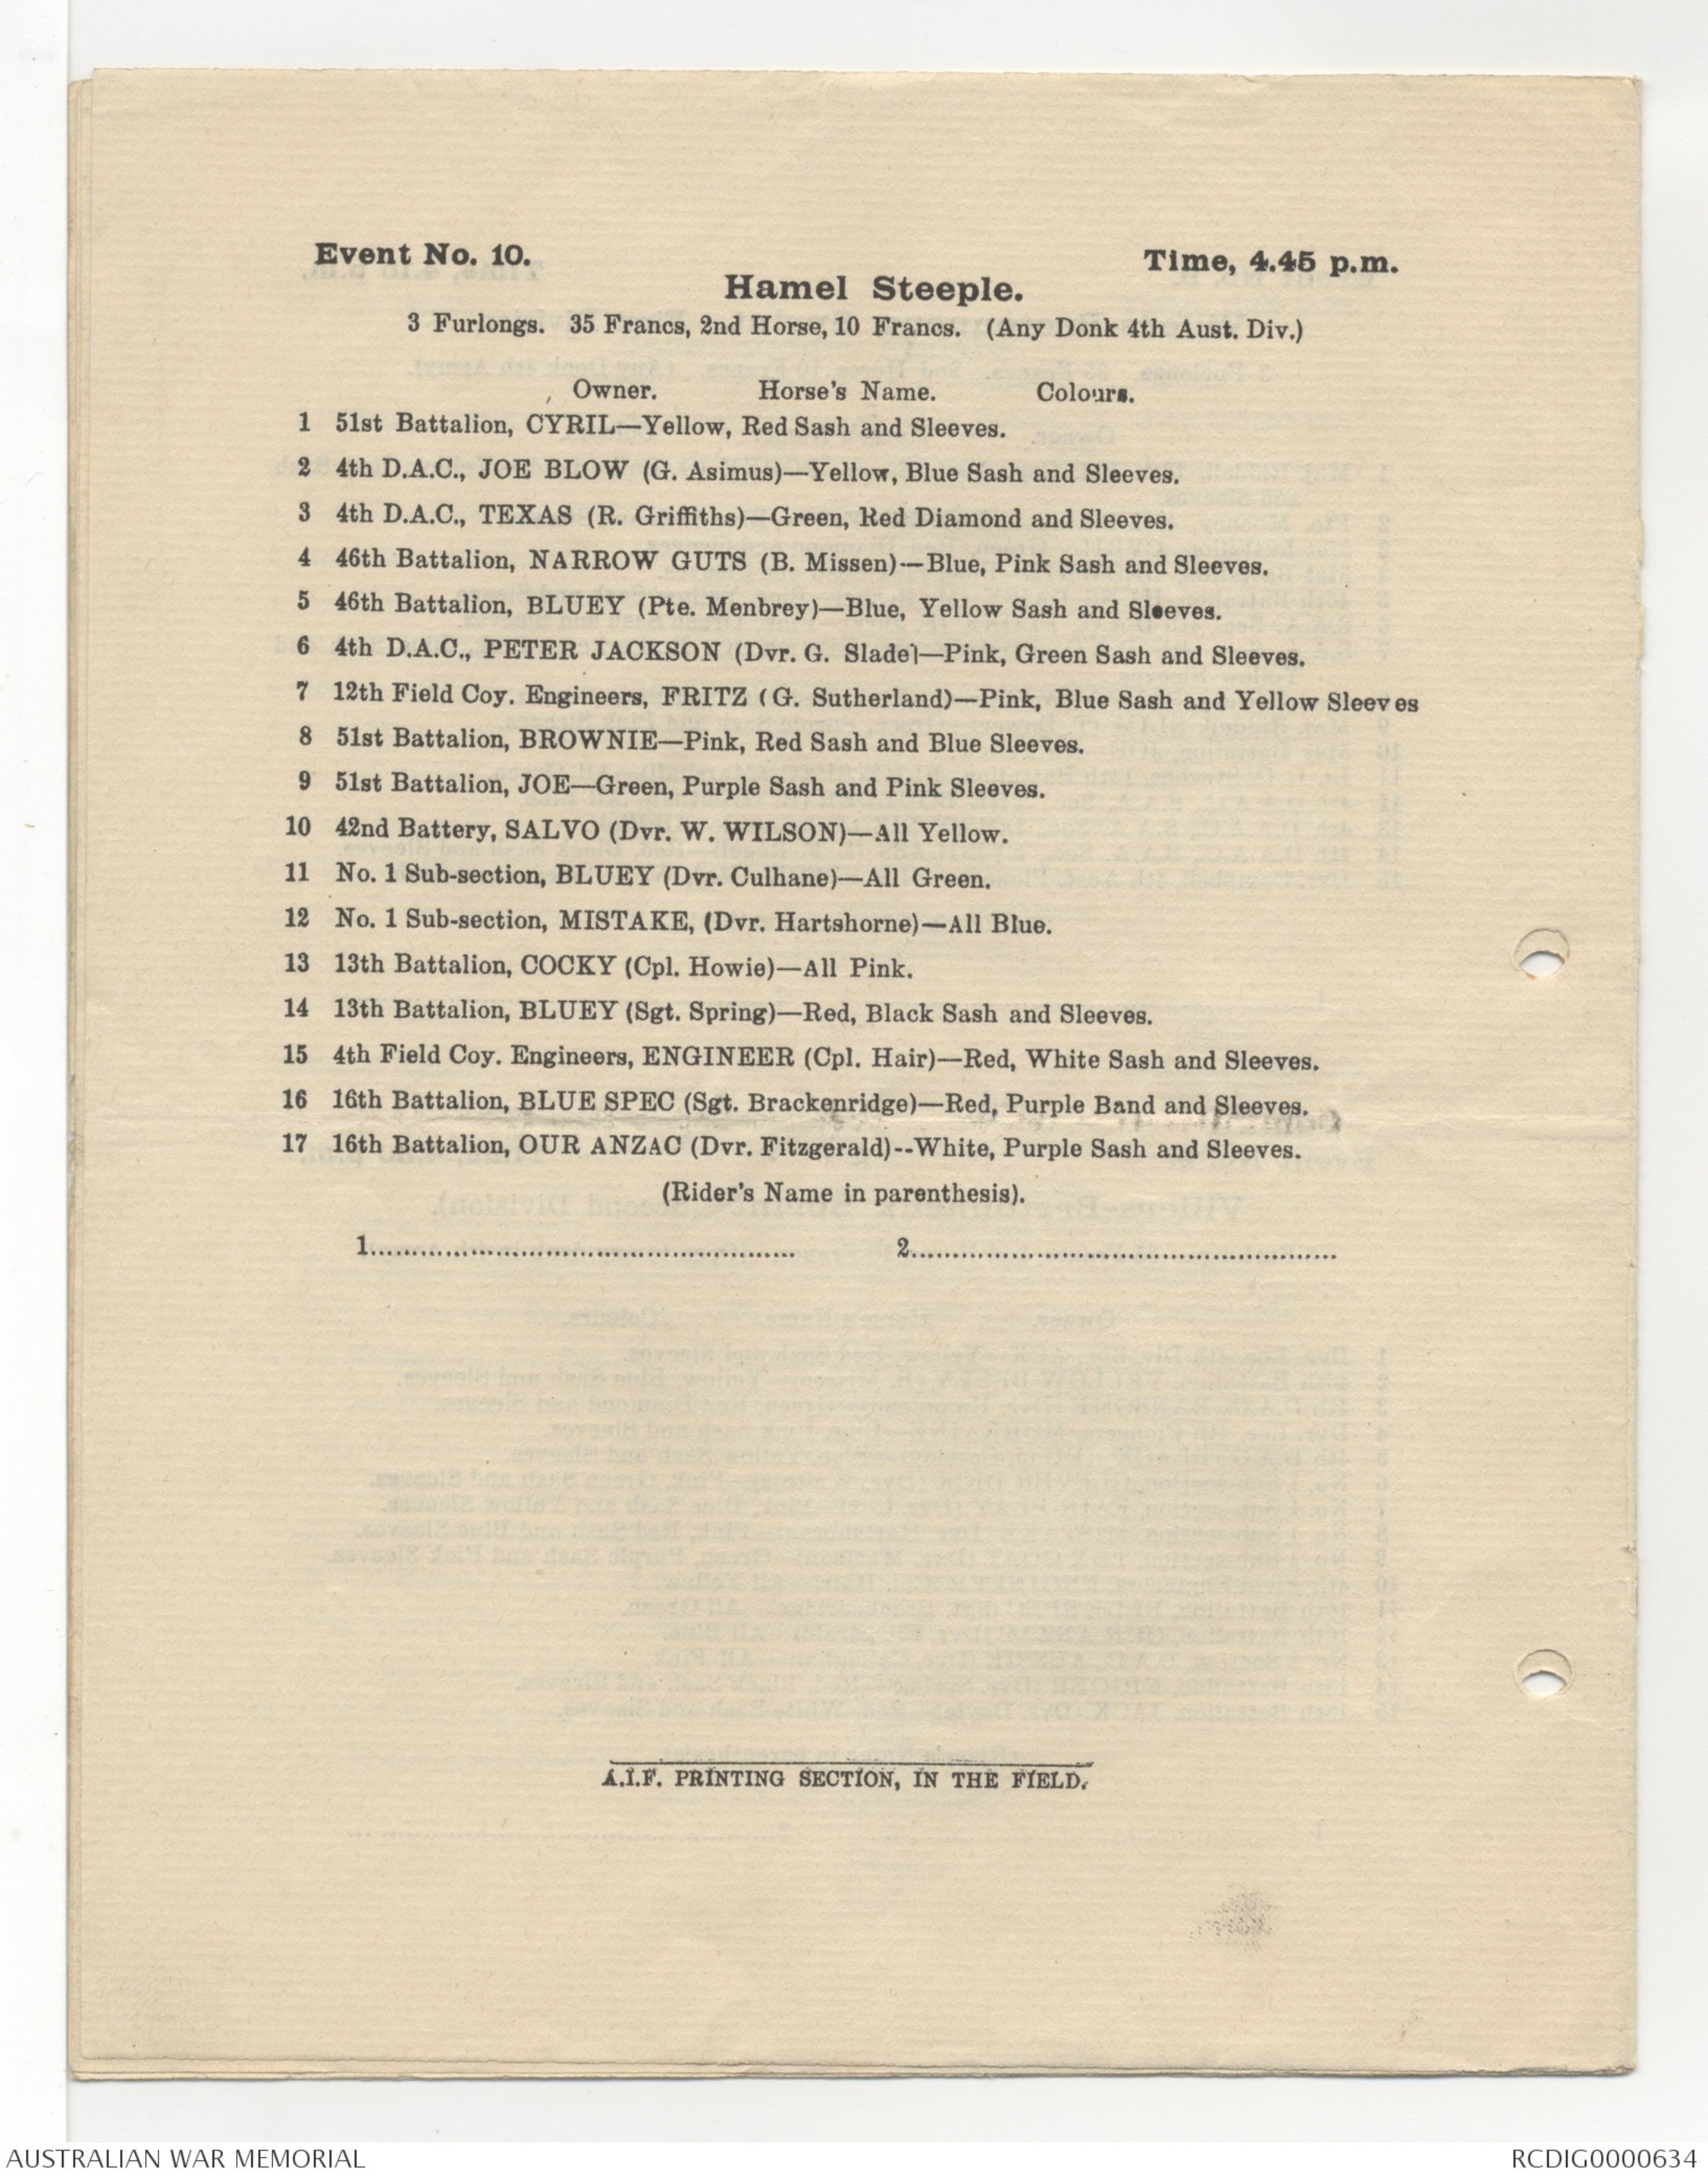 Event No. 10.
Time, 4.45 p.m.
Hamel Steeple.
3 Furlongs. 35 Francs, 2nd Horse, 10 Francs. (Any Donk 4th Aust. Div.)
Owner. Horse's Name. Colours.
1 51st Battalion, CYRIL—Yellow, Red Sash and Sleeves.
2 4th D.A.C., JOE BLOW (G. Asimus)—Yellow, Blue Sash and Sleeves.
3 4th D.A.C., TEXAS (R. Griffiths)—Green, Red Diamond and Sleeves.
4 46th Battalion, NARROW GUTS (B. Missen)—Blue, Pink Sash and Sleeves.
5 46th Battalion, BLUEY (Pte. Menbrey)—Blue, Yellow Sash and Sleeves.
6 4th D.A.C., PETER JACKSON (Dvr. G. Slade)—Pink, Green Sash and Sleeves.
7 12th Field Coy. Engineers, FRITZ (G. Sutherland)—Pink, Blue Sash and Yellow Sleeves
8 51st Battalion, BROWNIE—Pink, Red Sash and Blue Sleeves.
9 51st Battalion, JOE—Green, Purple Sash and Pink Sleeves.
10 42nd Battery, SALVO (Dvr. W. WILSON)—All Yellow.
11 No. 1 Sub-section, BLUEY (Dvr. Culhane)—All Green.
12 No. 1 Sub-section, MISTAKE, (Dvr. Hartshorne)—All Blue.
13 13th Battalion, COCKY (Cpl. Howie)—All Pink.
14 13th Battalion, BLUEY (Sgt. Spring)—Red, Black Sash and Sleeves.
15 4th Field Coy. Engineers, ENGINEER (Cpl. Hair)—Red, White Sash and Sleeves.
16 16th Battalion, BLUE SPEC (Sgt. Brackenridge)—Red, Purple Band and Sleeves.
17 16th Battalion, OUR ANZAC (Dvr. Fitzgerald)--White, Purple Sash and Sleeves.
(Rider's Name in parenthesis).
1.................................................... 2....................................................
A.I.F. PRINTING SECTION, IN THE FIELD.
AUSTRALIAN WAR MEMORIAL
RCDIG0000634